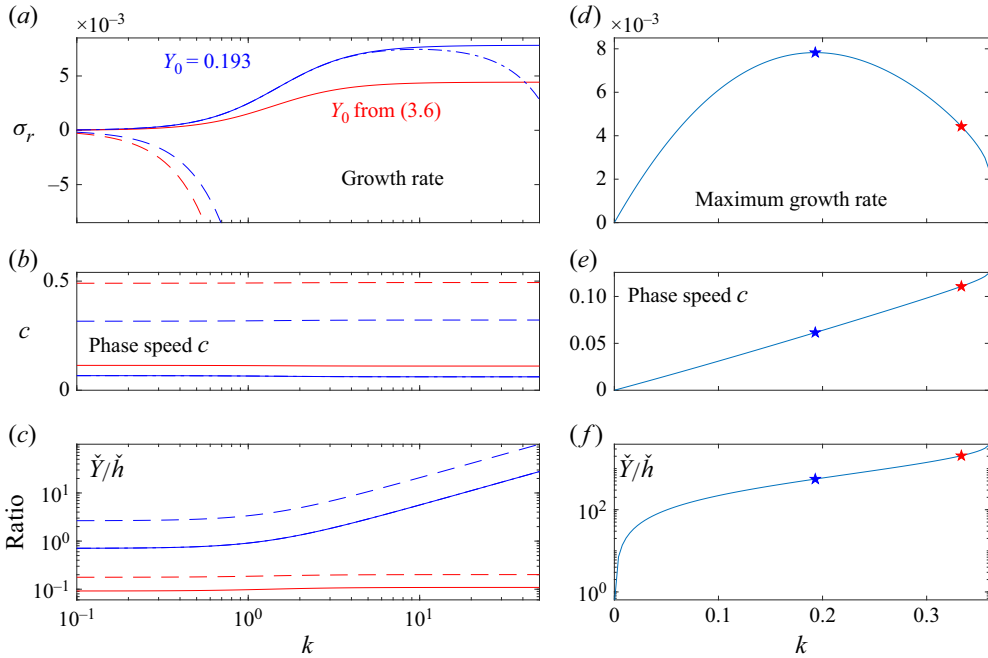 (a)
×10⁻³
Y₀ = 0.193
5
Y₀ from (3.6)
σᵣ
0
−5
Growth rate
(b)
0.5
c
Phase speed c
0
(c)
Y̌/ȟ
Ratio
10¹
10⁰
10⁻¹
10⁻¹
10⁰
10¹
k
(d)
×10⁻³
8
6
4
2
Maximum growth rate
0
(e)
0.10
Phase speed c
0.05
0
(f)
Y̌/ȟ
10²
10⁰
0
0.1
0.2
0.3
k